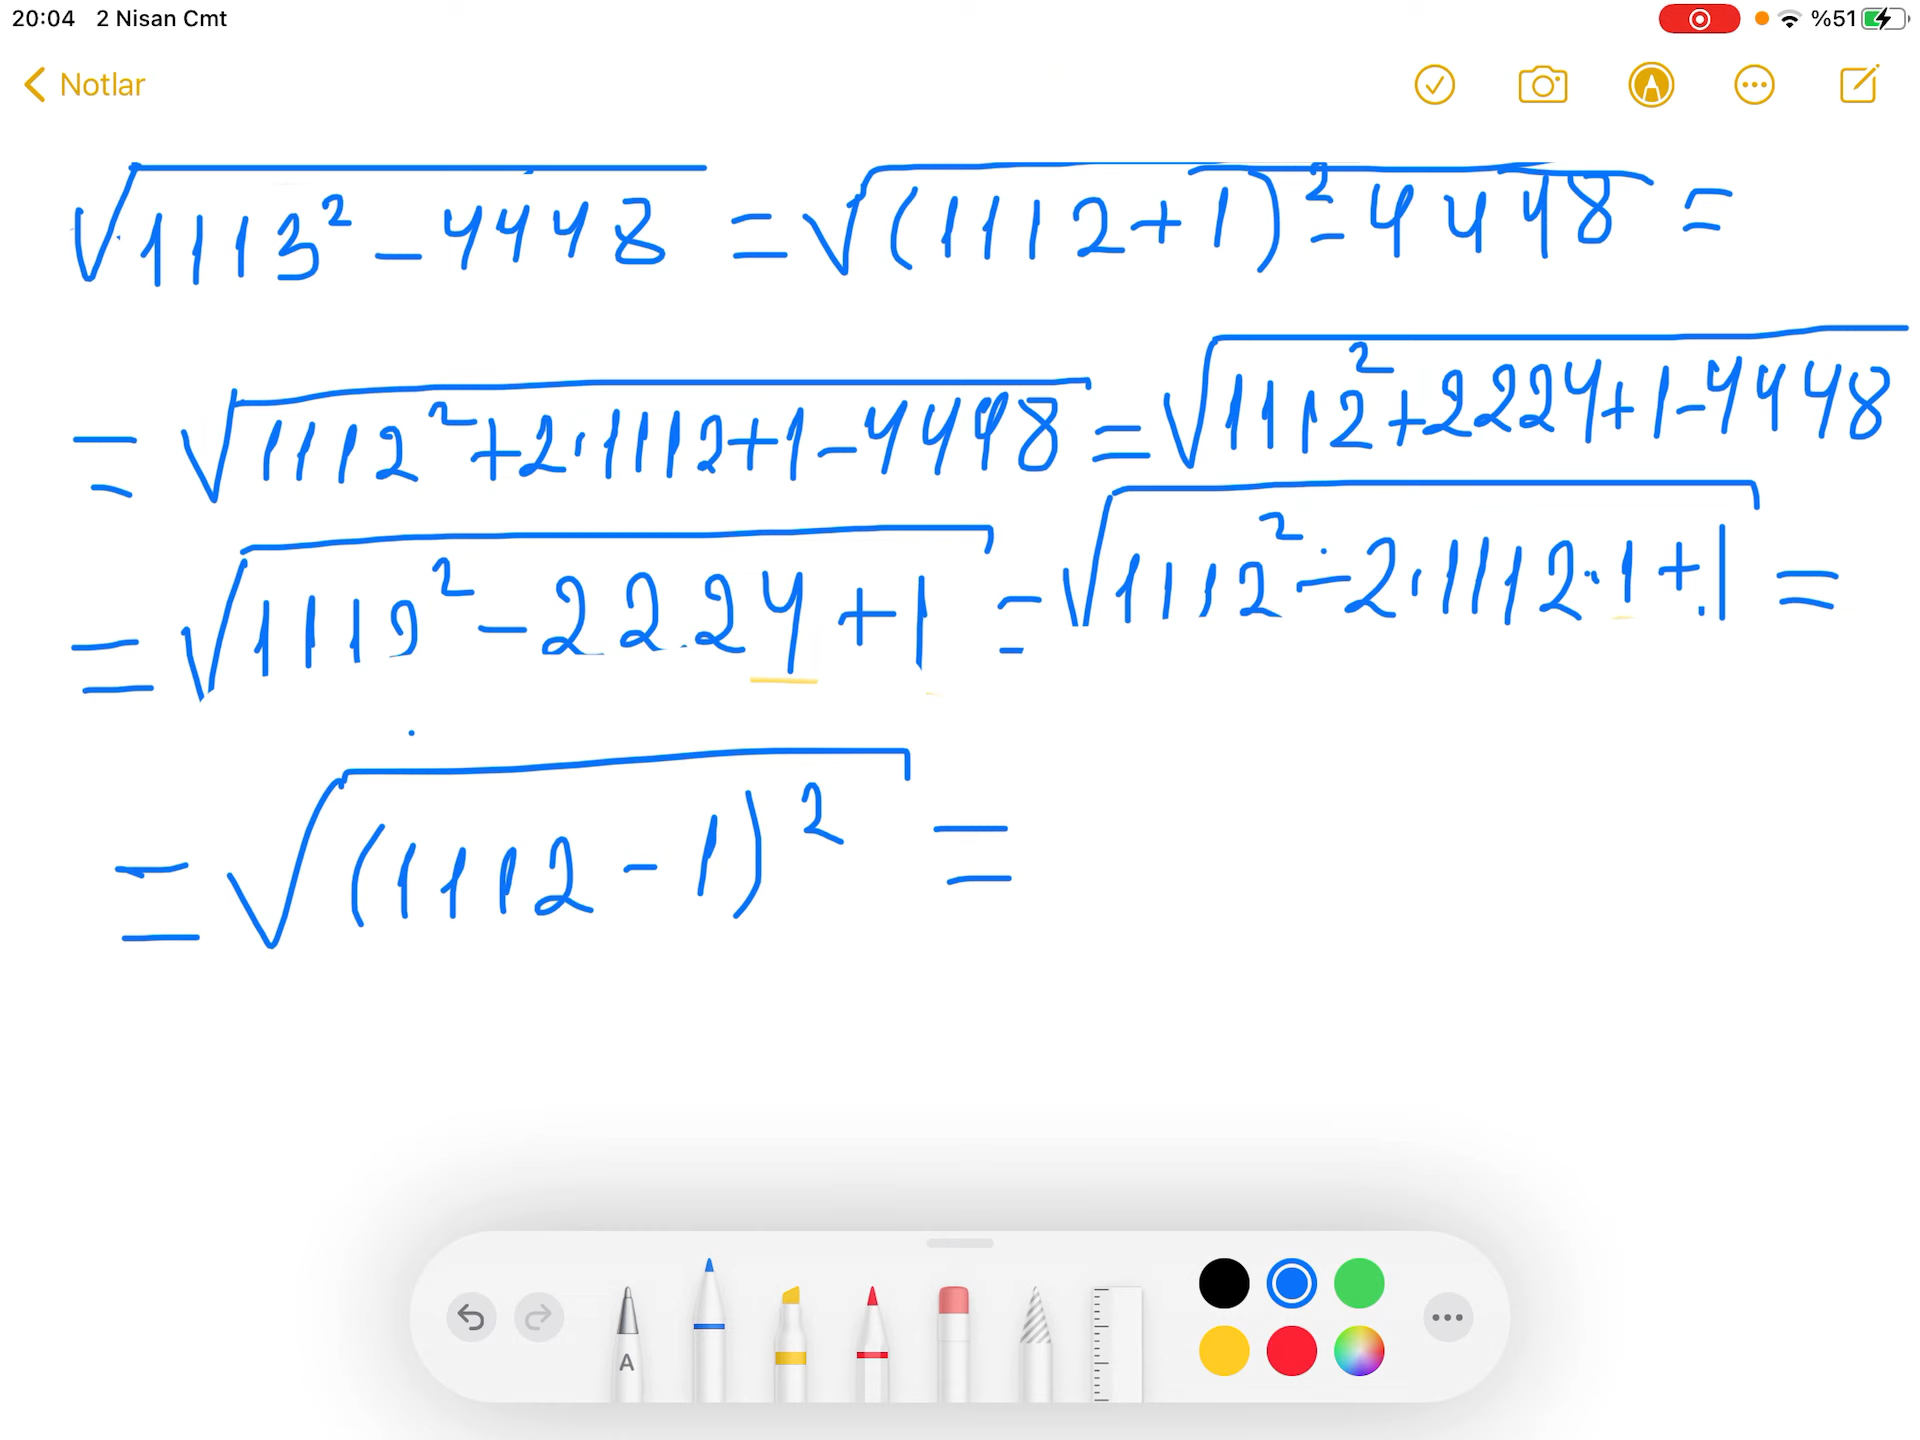 20:04 2 Nisan Cmt %51
Notlar
√(1113² - 4448) = √((1112+1)² - 4448) =
= √(1112² + 2·1112 + 1 - 4448) = √(1112² + 2224 + 1 - 4448)
= √(1112² - 2224 + 1) = √(1112² - 2·1112·1 + 1) =
= √((1112 - 1)²) =
A